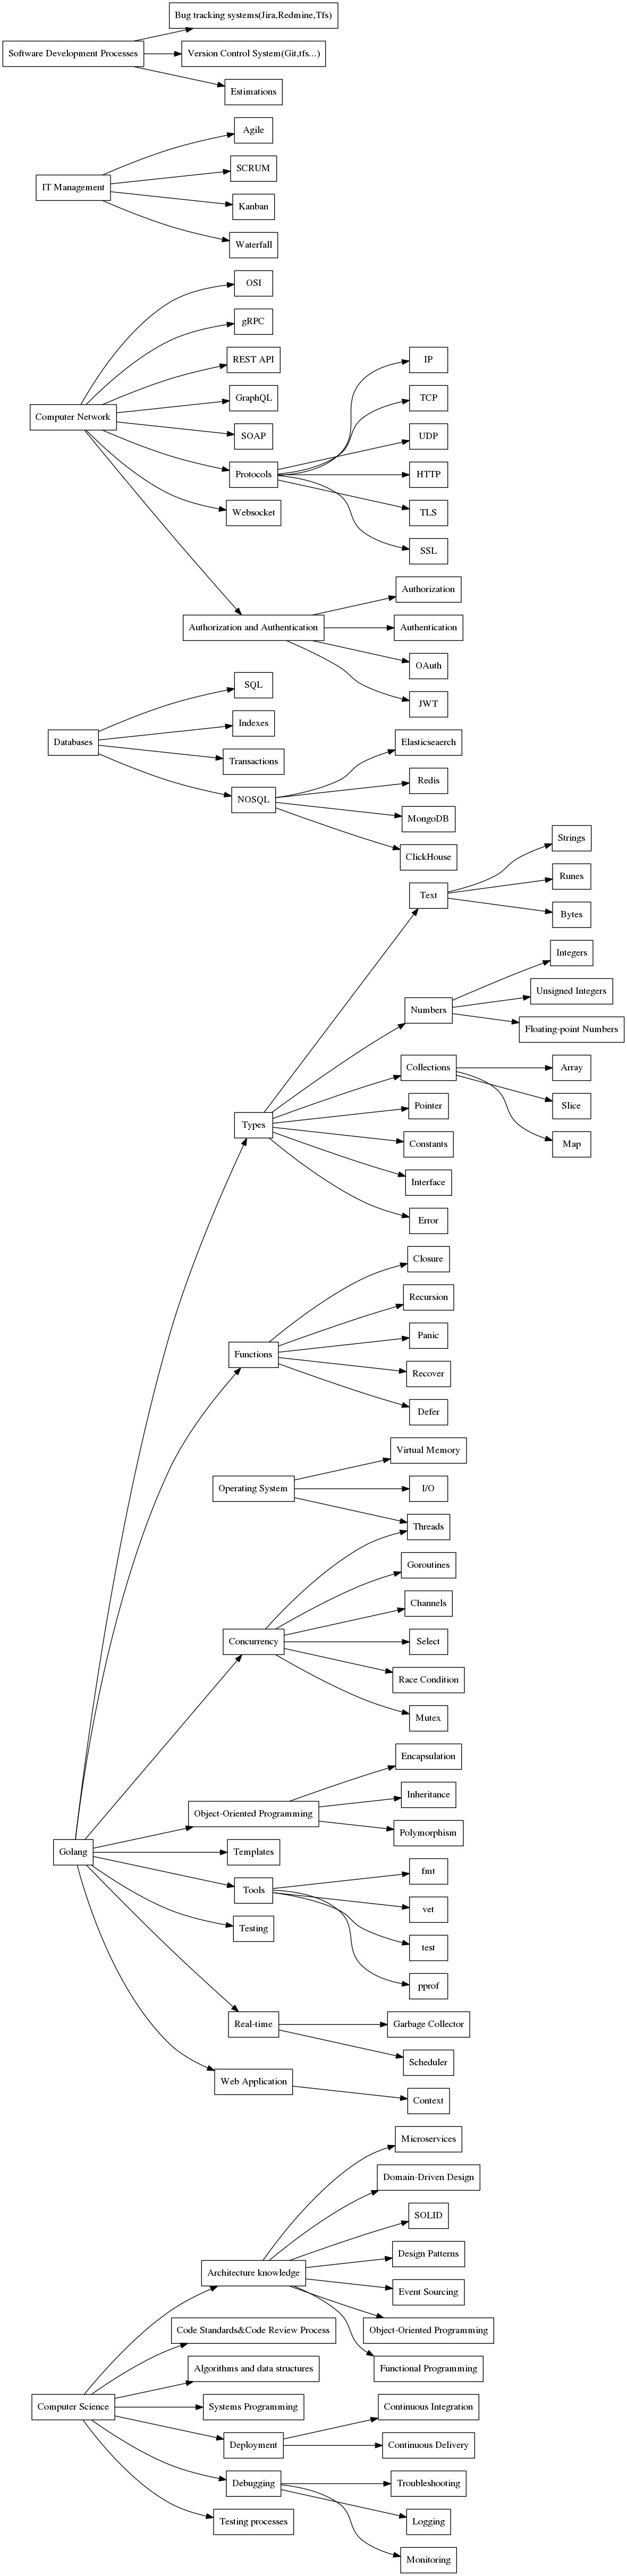 Bug tracking systems(Jira,Redmine,Tfs)
Software Development Processes
Version Control System(Git,tfs...)
Estimations
Agile
SCRUM
IT Management
Kanban
Waterfall
OSI
gRPC
REST API
IP
GraphQL
TCP
Computer Network
SOAP
UDP
Protocols
HTTP
Websocket
TLS
SSL
Authorization
Authorization and Authentication
Authentication
OAuth
SQL
JWT
Indexes
Databases
Elasticseaerch
Transactions
Redis
NOSQL
MongoDB
ClickHouse
Strings
Runes
Text
Bytes
Integers
Unsigned Integers
Numbers
Floating-point Numbers
Collections
Array
Pointer
Slice
Types
Constants
Map
Interface
Error
Closure
Recursion
Panic
Functions
Recover
Defer
Virtual Memory
Operating System
I/O
Threads
Goroutines
Channels
Concurrency
Select
Race Condition
Mutex
Encapsulation
Inheritance
Object-Oriented Programming
Polymorphism
Golang
Templates
fmt
Tools
vet
Testing
test
pprof
Real-time
Garbage Collector
Scheduler
Web Application
Context
Microservices
Domain-Driven Design
SOLID
Design Patterns
Architecture knowledge
Event Sourcing
Code Standards&Code Review Process
Object-Oriented Programming
Algorithms and data structures
Functional Programming
Computer Science
Systems Programming
Continuous Integration
Deployment
Continuous Delivery
Debugging
Troubleshooting
Testing processes
Logging
Monitoring